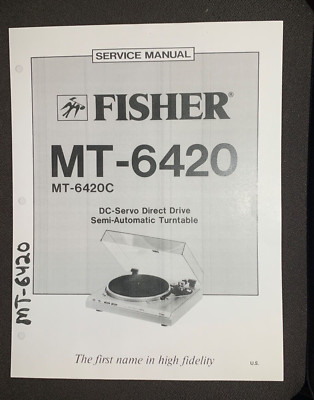 SERVICE MANUAL
FISHER
MT-6420
MT-6420C
DC-Servo Direct Drive
Semi-Automatic Turntable
MT-6420
The first name in high fidelity
U.S.